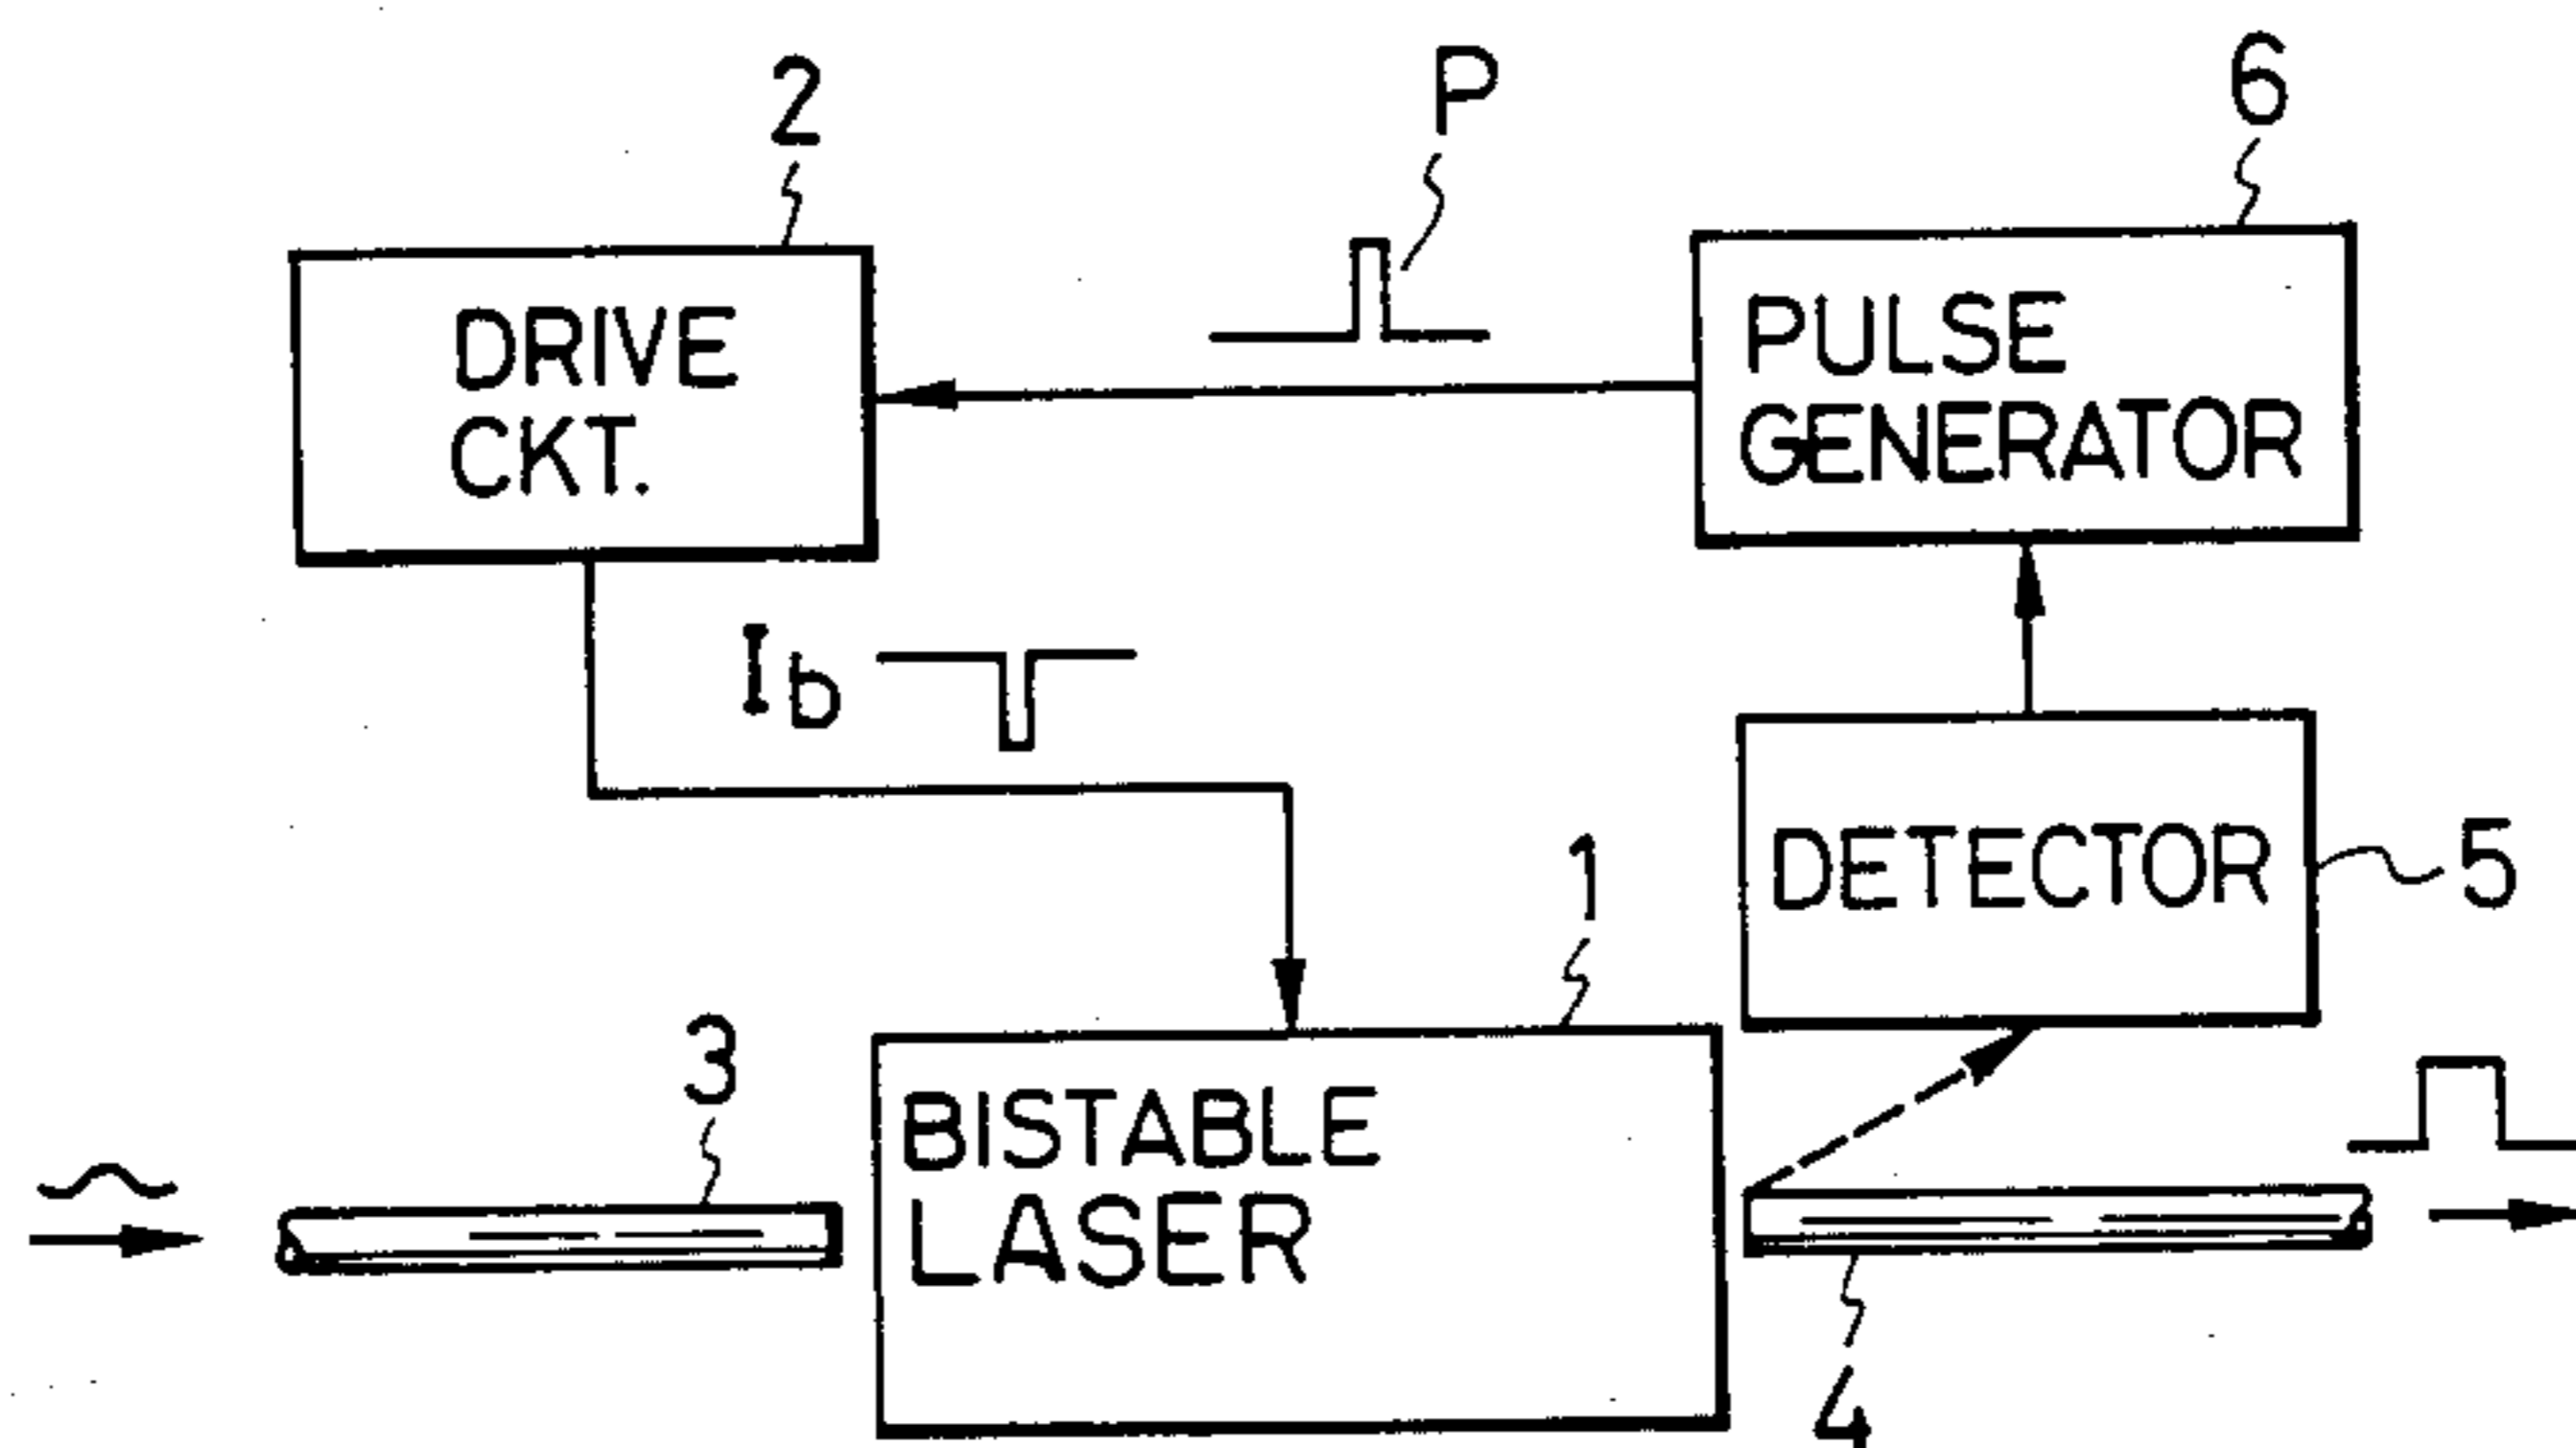 2
P
6
DRIVE
CKT.
PULSE
GENERATOR
Ib
1
DETECTOR
5
3
BISTABLE
LASER
4